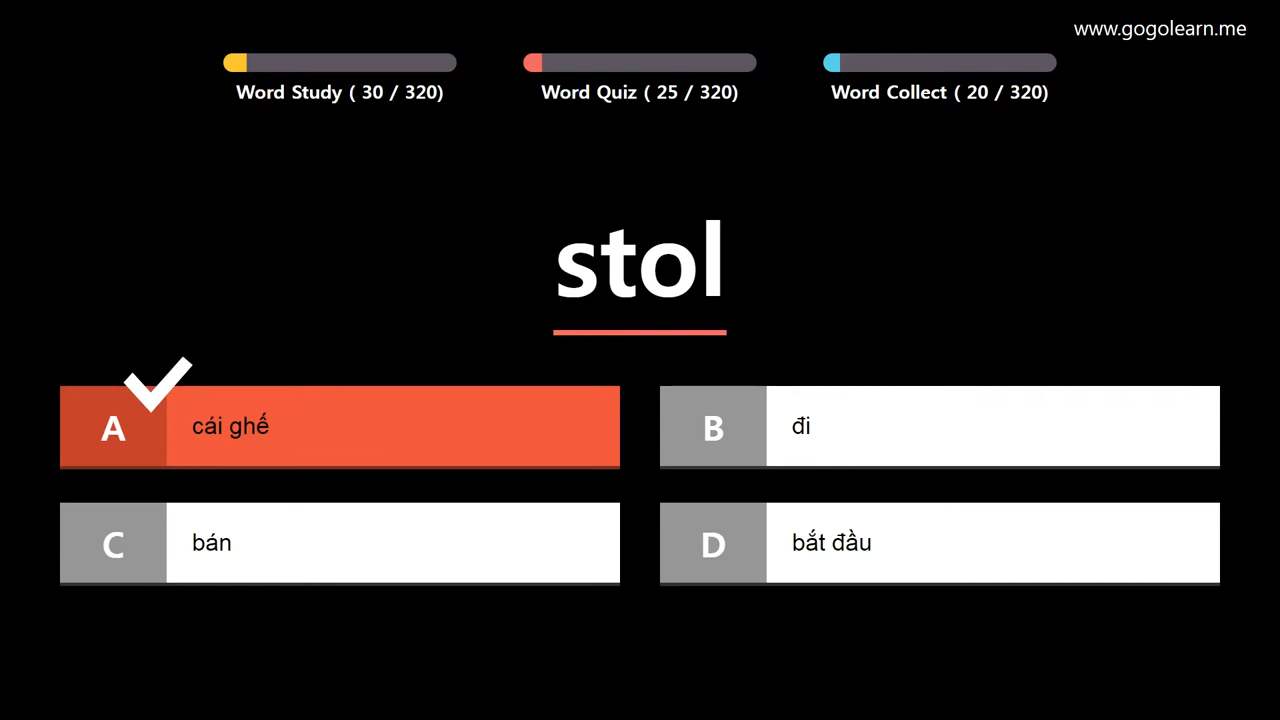 www.gogolearn.me
Word Study ( 30 / 320)
Word Quiz ( 25 / 320)
Word Collect ( 20 / 320)
stol
A cái ghế
B đi
C bán
D bắt đầu